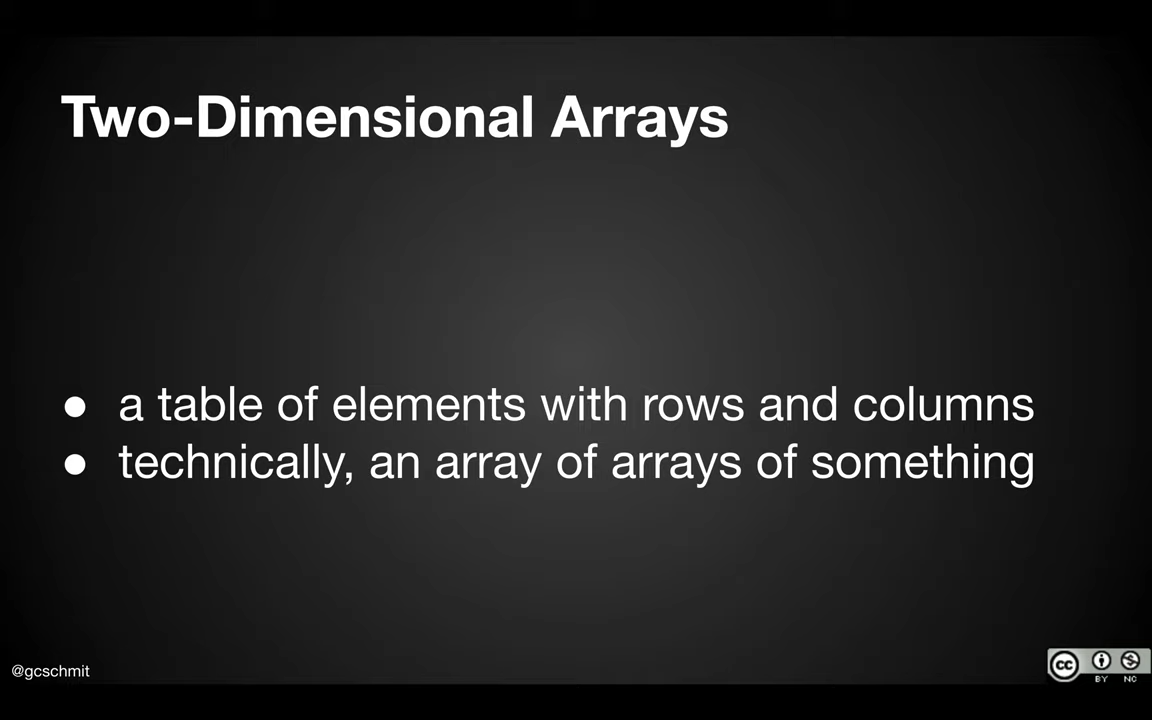 Two-Dimensional Arrays
● a table of elements with rows and columns
● technically, an array of arrays of something
@gcschmit
cc
BY NC